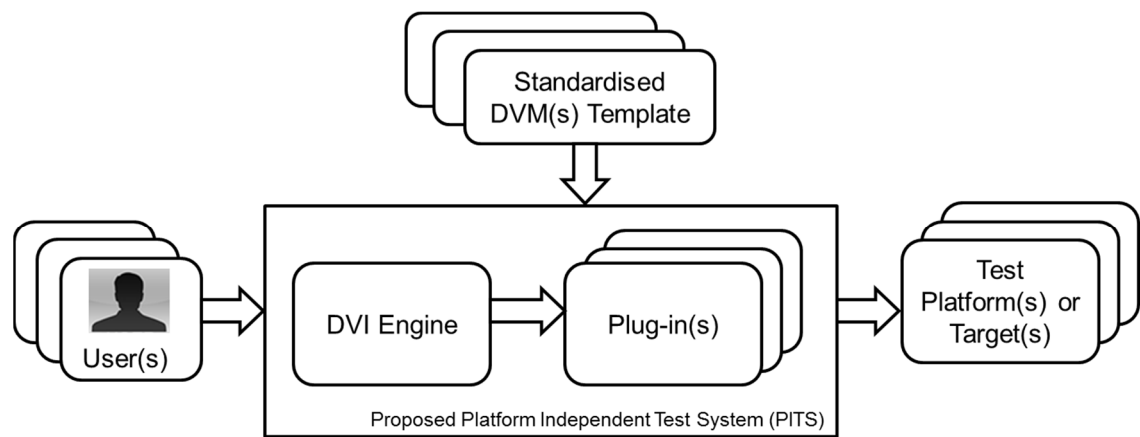 Standardised
DVM(s) Template
User(s)
DVI Engine
Plug-in(s)
Test
Platform(s) or
Target(s)
Proposed Platform Independent Test System (PITS)